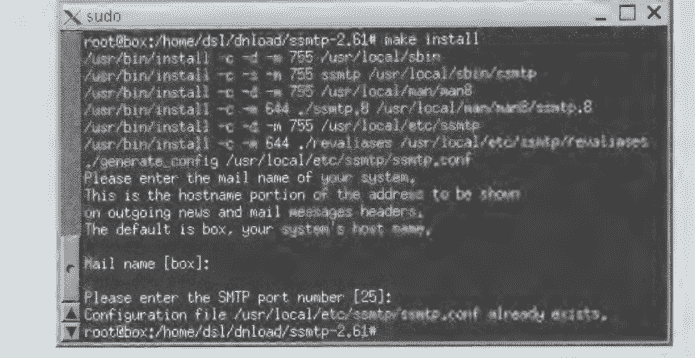 sudo
root@box:/home/dsl/dnload/ssmtp-2.61# make install
/usr/bin/install -c -d -m 755 /usr/local/sbin
/usr/bin/install -c -s -m 755 ssmtp /usr/local/sbin/ssmtp
/usr/bin/install -c -d -m 755 /usr/local/man/man8
/usr/bin/install -c -m 644 ./ssmtp.8 /usr/local/man/man8/ssmtp.8
/usr/bin/install -c -d -m 755 /usr/local/etc/ssmtp
/usr/bin/install -c -m 644 ./revaliases /usr/local/etc/ssmtp/revaliases
./generate_config /usr/local/etc/ssmtp/ssmtp.conf
Please enter the mail name of your system.
This is the hostname portion of the address to be shown
on outgoing news and mail messages headers.
The default is box, your system's host name.
Mail name [box]:
Please enter the SMTP port number [25]:
Configuration file /usr/local/etc/ssmtp/ssmtp.conf already exists.
root@box:/home/dsl/dnload/ssmtp-2.61#